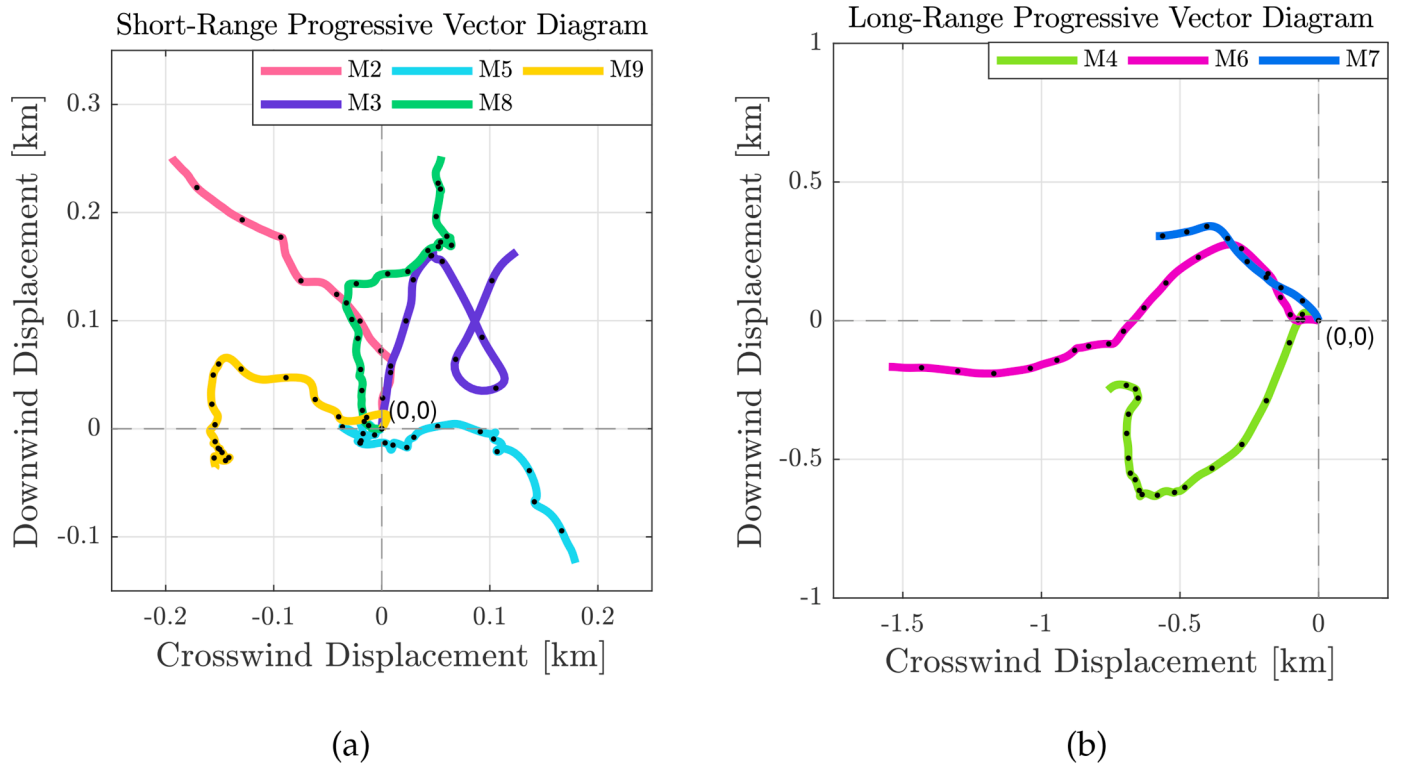 Short-Range Progressive Vector Diagram
M2 M5 M9
M3 M8
0.3
0.2
0.1
0
-0.1
(0,0)
-0.2 -0.1 0 0.1 0.2
Crosswind Displacement [km]
Downwind Displacement [km]
(a)
Long-Range Progressive Vector Diagram
M4 M6 M7
1
0.5
0
-0.5
-1
(0,0)
-1.5 -1 -0.5 0
Crosswind Displacement [km]
Downwind Displacement [km]
(b)